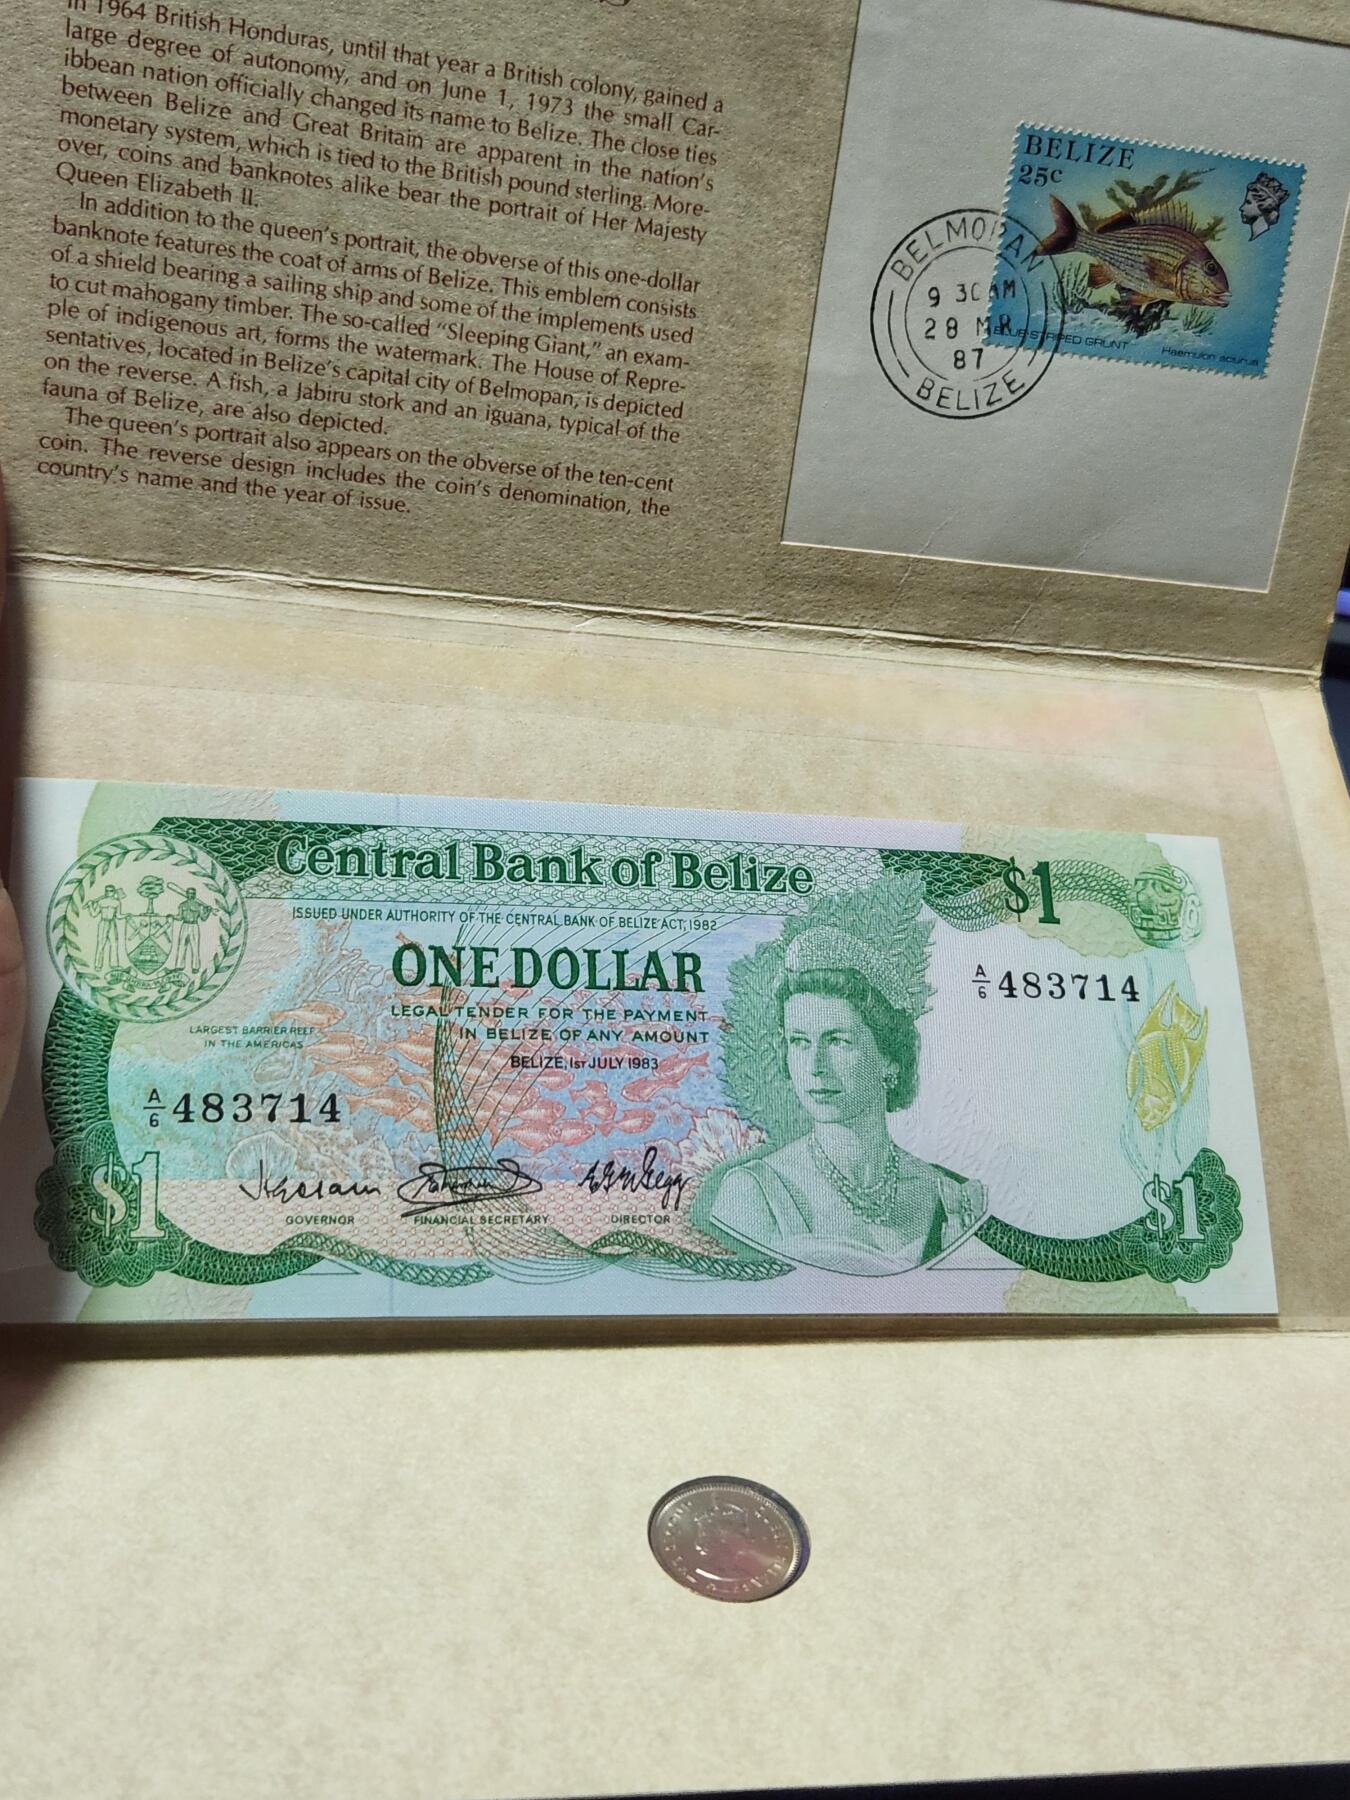 In 1964 British Honduras, until that year a British colony, gained a
large degree of autonomy, and on June 1, 1973 the small Car-
ibbean nation officially changed its name to Belize. The close ties
between Belize and Great Britain are apparent in the nation's
monetary system, which is tied to the British pound sterling. More-
over, coins and banknotes alike bear the portrait of Her Majesty
Queen Elizabeth II.
In addition to the queen's portrait, the obverse of this one-dollar
banknote features the coat of arms of Belize. This emblem consists
of a shield bearing a sailing ship and some of the implements used
to cut mahogany timber. The so-called "Sleeping Giant," an exam-
ple of indigenous art, forms the watermark. The House of Repre-
sentatives, located in Belize's capital city of Belmopan, is depicted
on the reverse. A fish, a Jabiru stork and an iguana, typical of the
fauna of Belize, are also depicted.
The queen's portrait also appears on the obverse of the ten-cent
coin. The reverse design includes the coin's denomination, the
country's name and the year of issue.
BELIZE
25c
BLUE-STRIPED GRUNT
Haemulon sciurus
BELMOPAN
9 30 AM
28 MR
87
BELIZE
Central Bank of Belize
$1
ISSUED UNDER AUTHORITY OF THE CENTRAL BANK OF BELIZE ACT, 1982
ONE DOLLAR
A/6 483714
LEGAL TENDER FOR THE PAYMENT
IN BELIZE OF ANY AMOUNT
LARGEST BARRIER REEF
IN THE AMERICAS
BELIZE, 1ST JULY 1983
A/6 483714
$1
GOVERNOR
FINANCIAL SECRETARY
DIRECTOR
$1